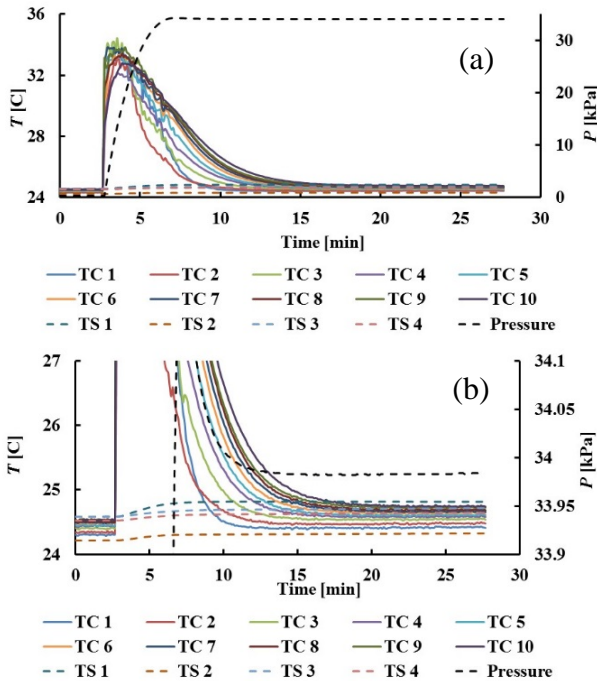 36
32
28
24
T [C]
(a)
30
20
10
0
P [kPa]
0 5 10 15 20 25 30
Time [min]
TC 1 TC 2 TC 3 TC 4 TC 5
TC 6 TC 7 TC 8 TC 9 TC 10
TS 1 TS 2 TS 3 TS 4 Pressure
27
26
25
24
T [C]
(b)
34.1
34.05
34
33.95
33.9
P [kPa]
0 5 10 15 20 25 30
Time [min]
TC 1 TC 2 TC 3 TC 4 TC 5
TC 6 TC 7 TC 8 TC 9 TC 10
TS 1 TS 2 TS 3 TS 4 Pressure